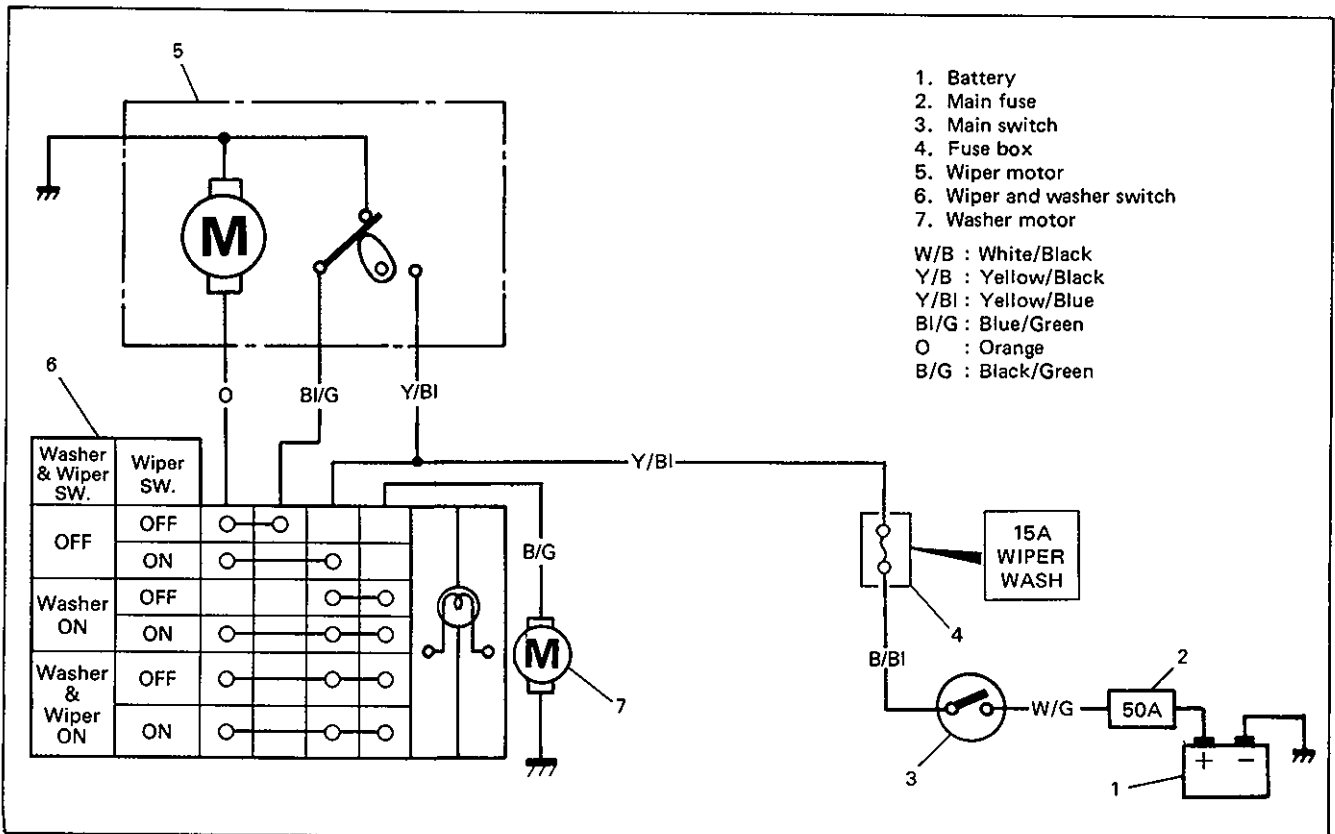 5
1. Battery
2. Main fuse
3. Main switch
4. Fuse box
5. Wiper motor
6. Wiper and washer switch
7. Washer motor
W/B : White/Black
Y/B : Yellow/Black
Y/Bl : Yellow/Blue
Bl/G : Blue/Green
O : Orange
B/G : Black/Green
M
6
O
Bl/G
Y/Bl
Y/Bl
Washer & Wiper SW.
Wiper SW.
OFF
OFF
ON
Washer ON
OFF
ON
Washer & Wiper ON
OFF
ON
B/G
M
7
15A
WIPER
WASH
4
B/Bl
3
W/G
2
50A
+ −
1